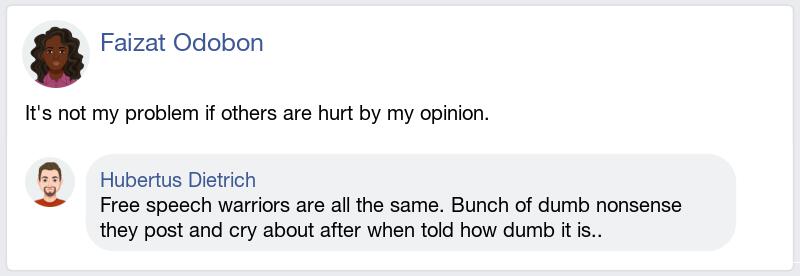 Faizat Odobon
It's not my problem if others are hurt by my opinion.
Hubertus Dietrich
Free speech warriors are all the same. Bunch of dumb nonsense
they post and cry about after when told how dumb it is..